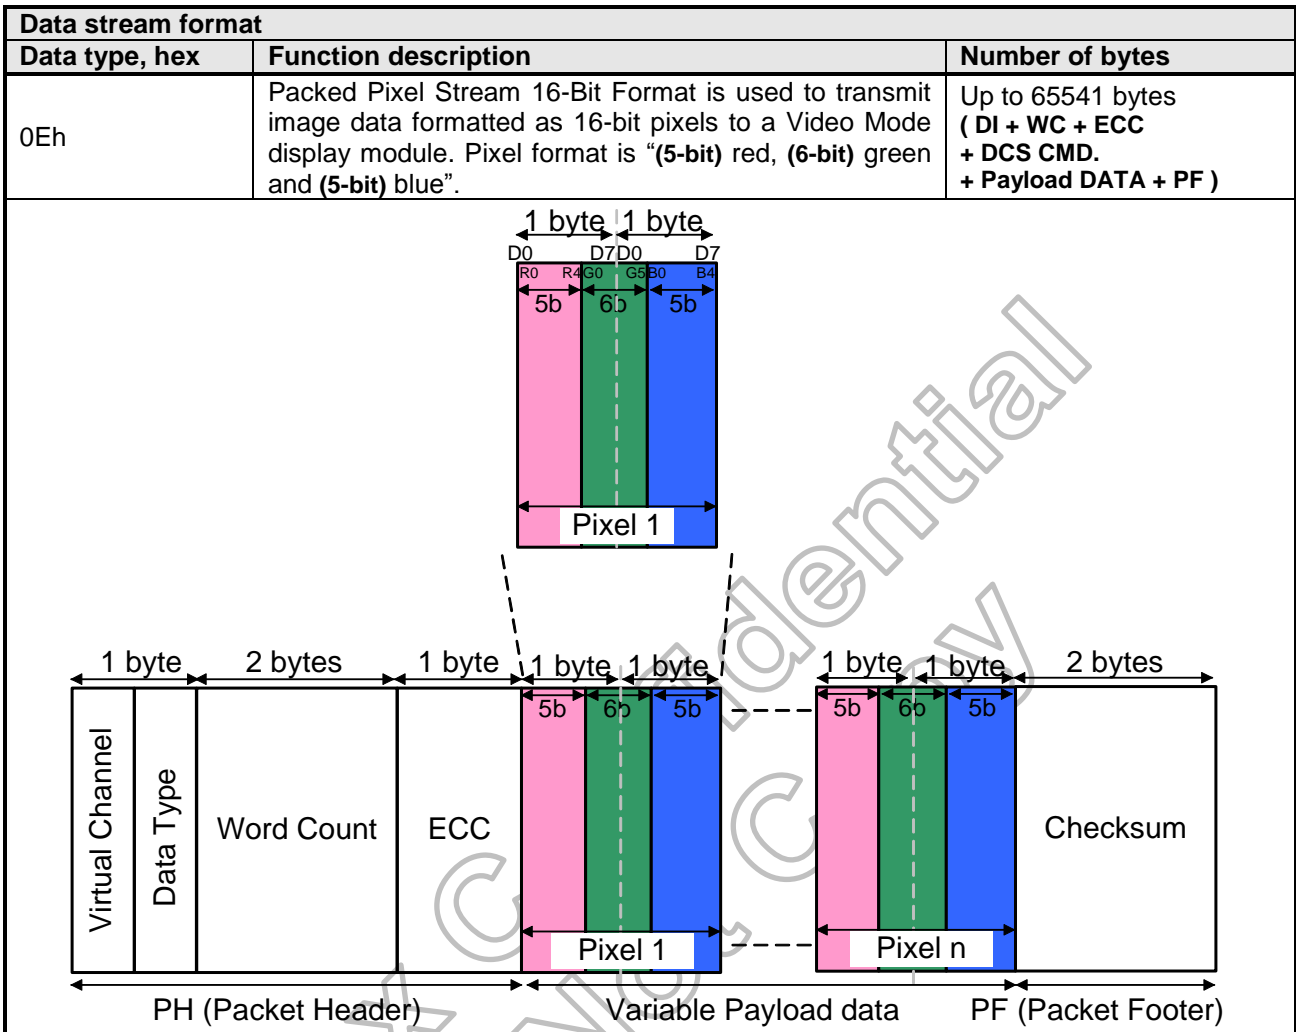 Data stream format
Data type, hex Function description Number of bytes
0Eh
Packed Pixel Stream 16-Bit Format is used to transmit
image data formatted as 16-bit pixels to a Video Mode
display module. Pixel format is “(5-bit) red, (6-bit) green
and (5-bit) blue”.
Up to 65541 bytes
( DI + WC + ECC
+ DCS CMD.
+ Payload DATA + PF )
1 byte 1 byte
D0 D7 D0 D7
R0 R4 G0 G5 B0 B4
5b 6b 5b
Pixel 1
1 byte 2 bytes 1 byte 1 byte 1 byte 1 byte 1 byte 2 bytes
5b 6b 5b 5b 6b 5b
Virtual Channel
Data Type
Word Count
ECC
Checksum
Pixel 1
Pixel n
PH (Packet Header) Variable Payload data PF (Packet Footer)